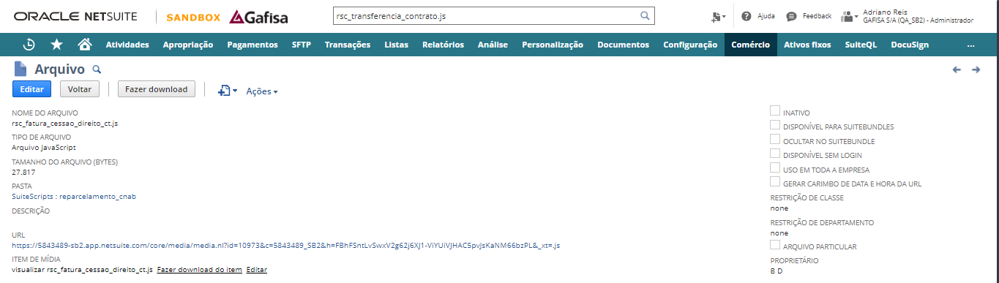 ORACLE NETSUITE SANDBOX Gafisa rsc_transferencia_contrato.js Ajuda Feedback Adriano Reis
GAFISA S/A (QA_SB2) - Administrador
Atividades Apropriação Pagamentos SFTP Transações Listas Relatórios Análise Personalização Documentos Configuração Comércio Ativos fixos SuiteQL DocuSign ...
Arquivo
Editar Voltar Fazer download Ações
NOME DO ARQUIVO
rsc_fatura_cessao_direito_ct.js
TIPO DE ARQUIVO
Arquivo JavaScript
TAMANHO DO ARQUIVO (BYTES)
27.817
PASTA
SuiteScripts : reparcelamento_cnab
DESCRIÇÃO
URL
https://5843489-sb2.app.netsuite.com/core/media/media.nl?id=10973&c=5843489_SB2&h=FBhFSntLvSwxV2g62j6XJ1-ViYUiVJHAC5pvJsKaNM66bzPL&_xt=.js
ITEM DE MÍDIA
visualizar rsc_fatura_cessao_direito_ct.js Fazer download do item Editar
INATIVO
DISPONÍVEL PARA SUITEBUNDLES
OCULTAR NO SUITEBUNDLE
DISPONÍVEL SEM LOGIN
USO EM TODA A EMPRESA
GERAR CARIMBO DE DATA E HORA DA URL
RESTRIÇÃO DE CLASSE
none
RESTRIÇÃO DE DEPARTAMENTO
none
ARQUIVO PARTICULAR
PROPRIETÁRIO
B D